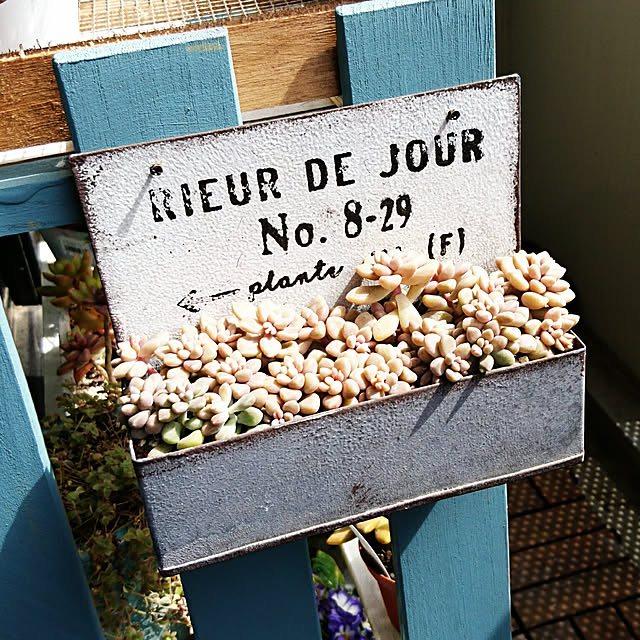 RIEUR DE JOUR
No. 8-29
plante (F)